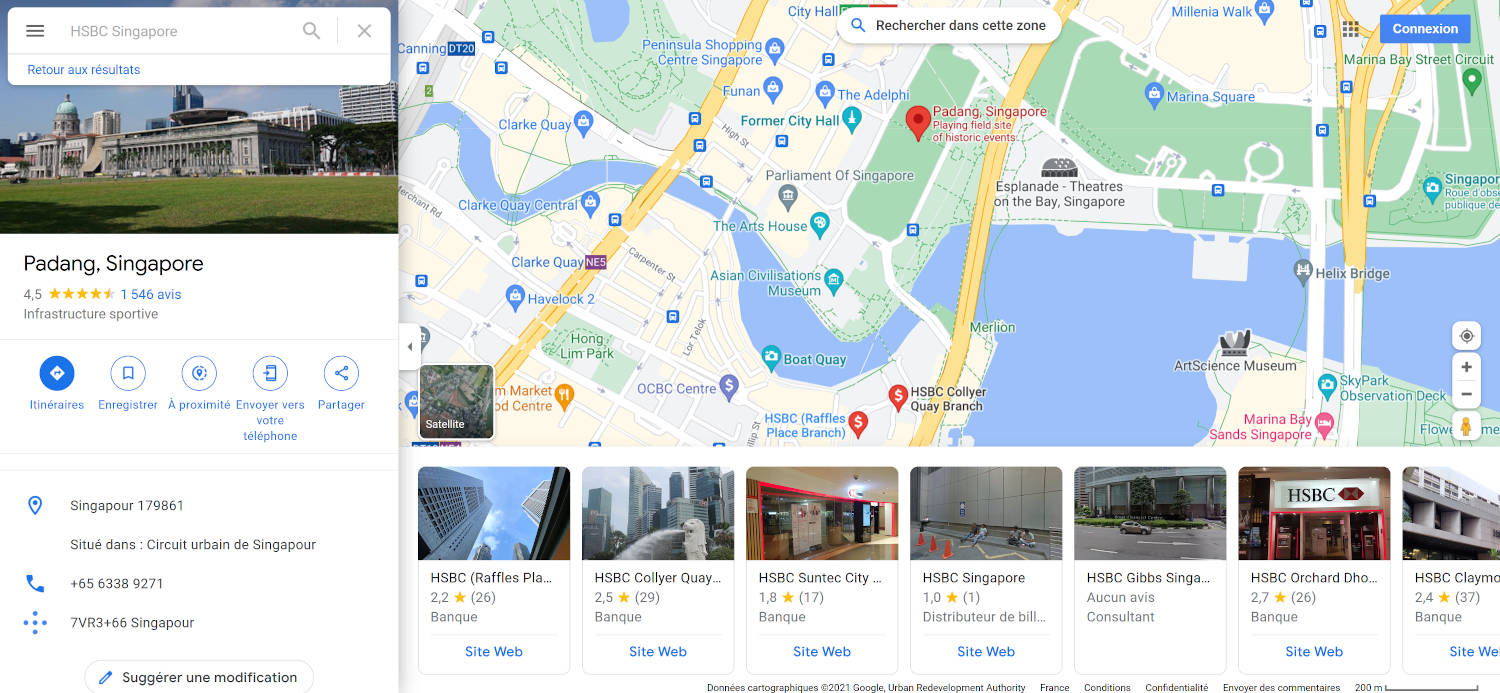 HSBC Singapore
Retour aux résultats
Padang, Singapore
4,5 1 546 avis
Infrastructure sportive
Itinéraires
Enregistrer
À proximité
Envoyer vers
votre
téléphone
Partager
Singapour 179861
Situé dans : Circuit urbain de Singapour
+65 6338 9271
7VR3+66 Singapour
Suggérer une modification
City Hall
Rechercher dans cette zone
Millenia Walk
Connexion
Canning DT20
Peninsula Shopping
Centre Singapore
Marina Bay Street Circuit
2
Funan
The Adelphi
Marina Square
Clarke Quay
Former City Hall
Padang, Singapore
Playing field site
of historic events
High St
Parliament Of Singapore
Esplanade - Theatres
on the Bay, Singapore
Singapor
Roue d'obse
publique de
Merchant Rd
Clarke Quay Central
The Arts House
Clarke Quay NE5
Carpenter St
Asian Civilisations
Museum
Helix Bridge
Havelock 2
Lor Telok
Hong
Lim Park
Merlion
Boat Quay
ArtScience Museum
OCBC Centre
SkyPark
Observation Deck
m Market
od Centre
HSBC Collyer
Quay Branch
HSBC (Raffles
Place Branch)
Marina Bay
Sands Singapore
Flowe
Satellite
HSBC (Raffles Pla...
2,2 (26)
Banque
Site Web
HSBC Collyer Quay...
2,5 (29)
Banque
Site Web
HSBC Suntec City ...
1,8 (17)
Banque
Site Web
HSBC Singapore
1,0 (1)
Distributeur de bill...
Site Web
HSBC Gibbs Singa...
Aucun avis
Consultant
HSBC
HSBC Orchard Dho...
2,7 (26)
Banque
Site Web
HSBC Claymo
2,4 (37)
Banque
Site We
Données cartographiques ©2021 Google, Urban Redevelopment Authority France Conditions Confidentialité Envoyer des commentaires 200 m